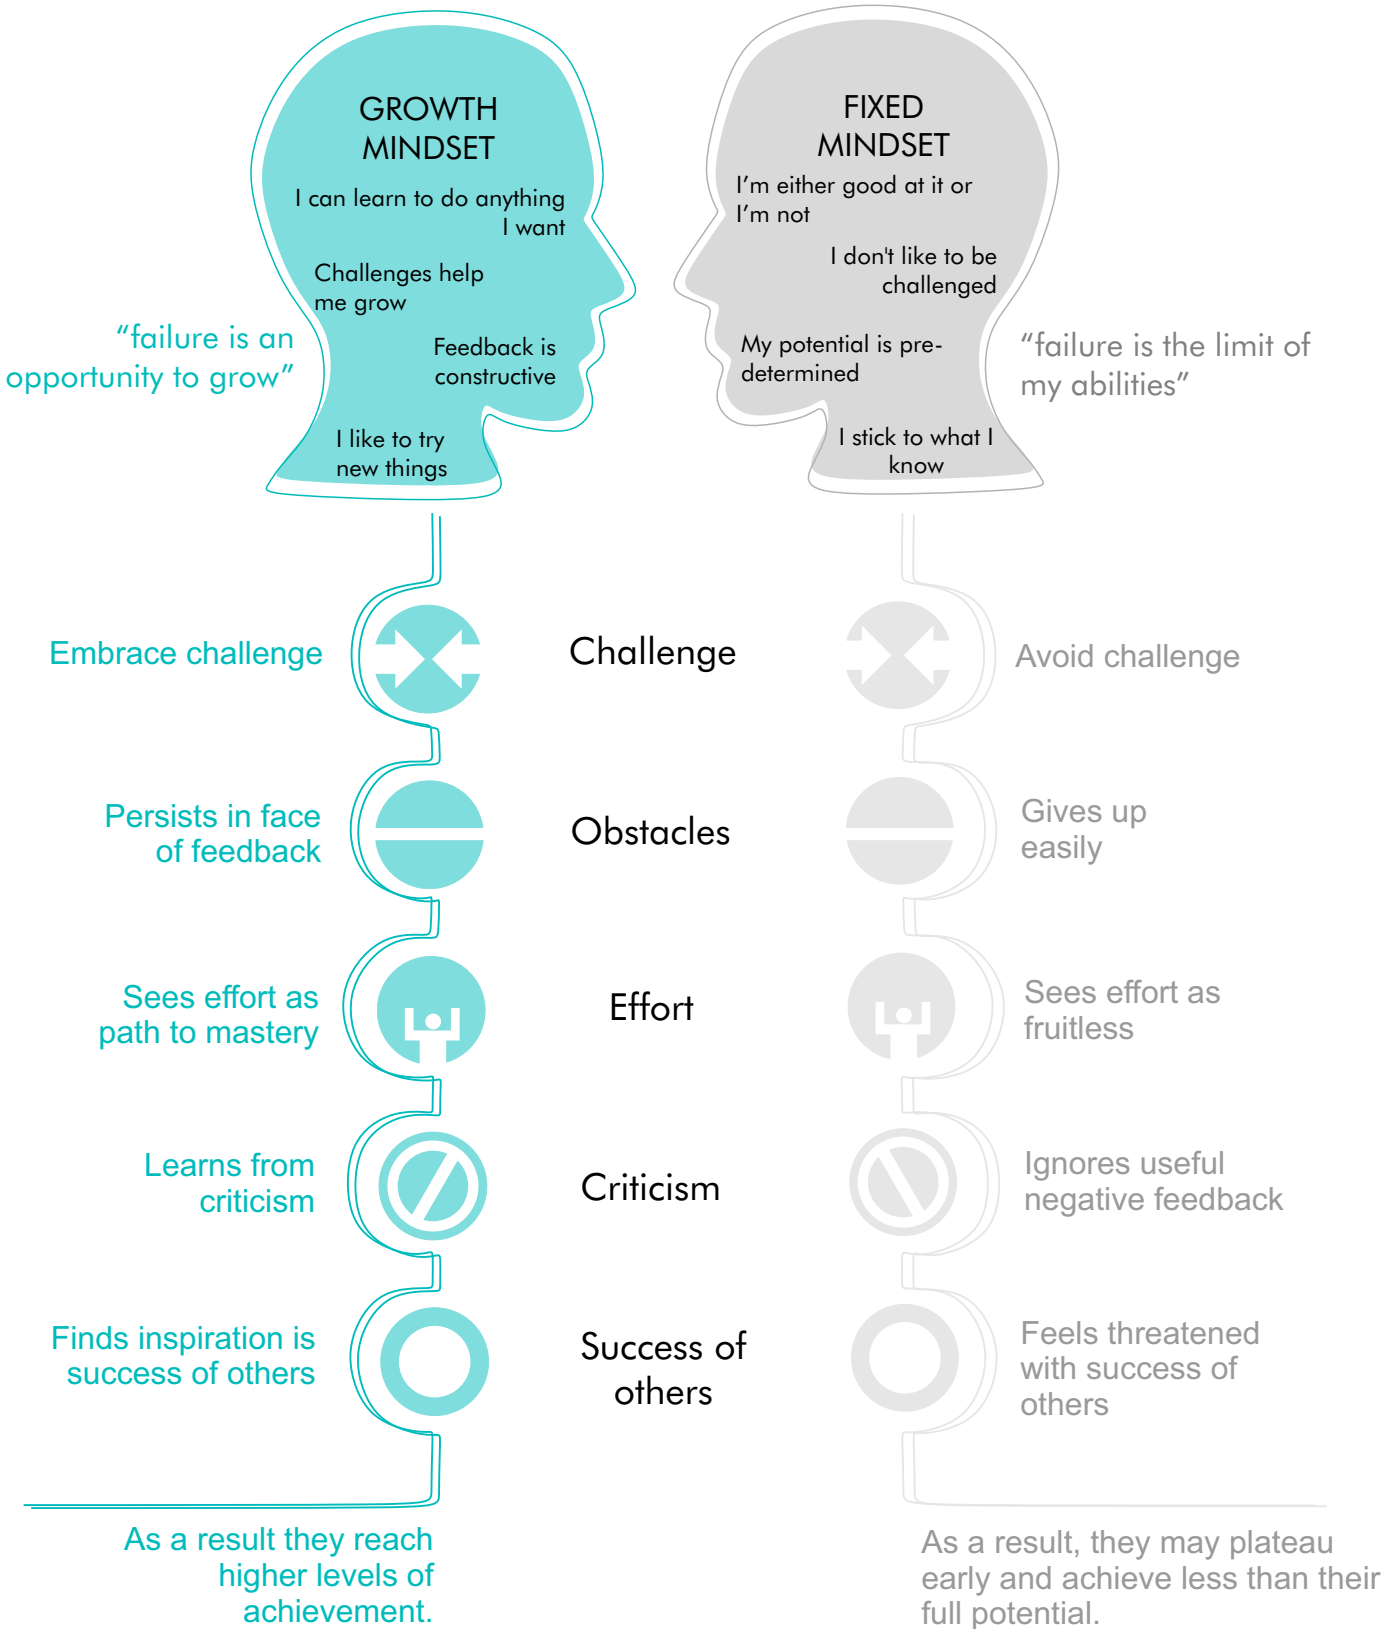 GROWTH
MINDSET
I can learn to do anything
I want
Challenges help
me grow
Feedback is
constructive
I like to try
new things
“failure is an
opportunity to grow”
FIXED
MINDSET
I’m either good at it or
I’m not
I don't like to be
challenged
My potential is pre-
determined
I stick to what I
know
“failure is the limit of
my abilities”
Embrace challenge
Challenge
Avoid challenge
Persists in face
of feedback
Obstacles
Gives up
easily
Sees effort as
path to mastery
Effort
Sees effort as
fruitless
Learns from
criticism
Criticism
Ignores useful
negative feedback
Finds inspiration is
success of others
Success of
others
Feels threatened
with success of
others
As a result they reach
higher levels of
achievement.
As a result, they may plateau
early and achieve less than their
full potential.